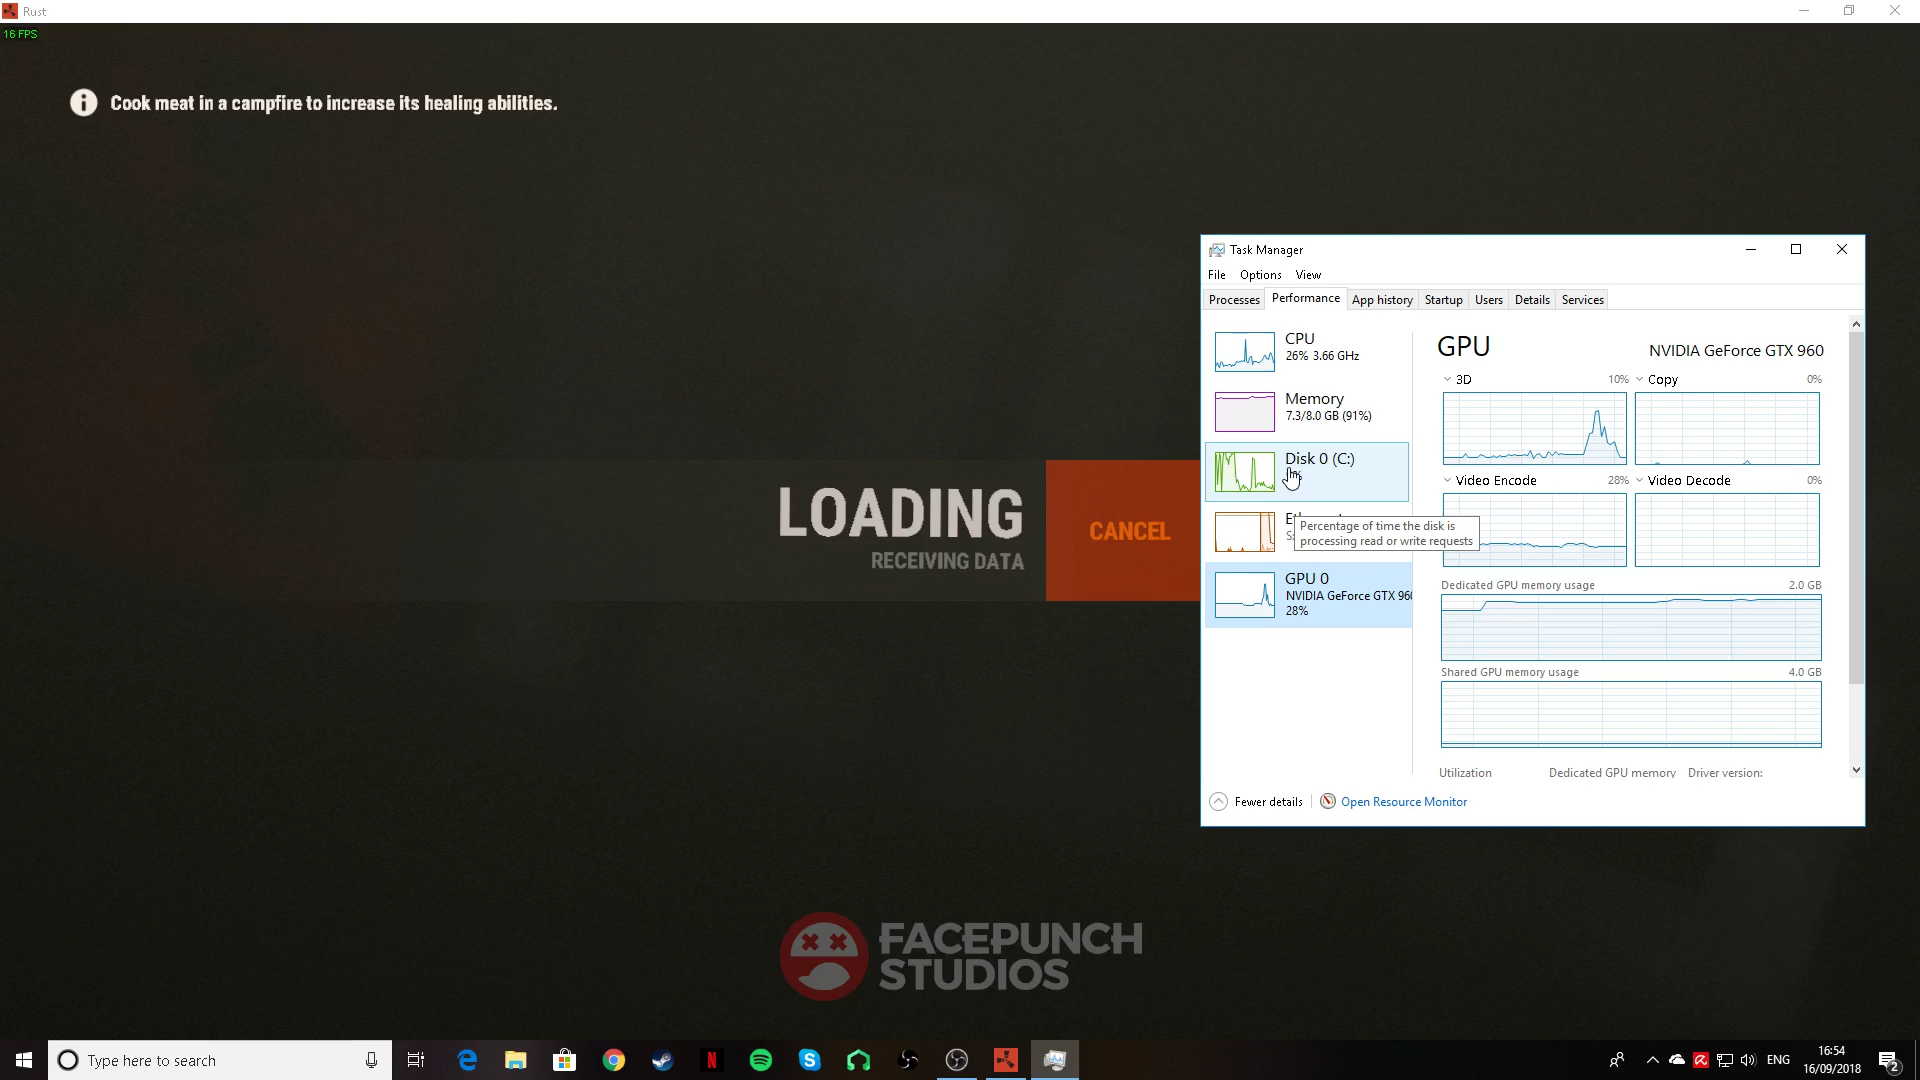 Rust
16 FPS
Cook meat in a campfire to increase its healing abilities.
LOADING
RECEIVING DATA
CANCEL
FACEPUNCH
STUDIOS
Task Manager
File Options View
Processes Performance App history Startup Users Details Services
CPU
26% 3.66 GHz
Memory
7.3/8.0 GB (91%)
Disk 0 (C:)
Percentage of time the disk is
processing read or write requests
GPU 0
NVIDIA GeForce GTX 960
28%
GPU
NVIDIA GeForce GTX 960
3D 10% Copy 0%
Video Encode 28% Video Decode 0%
Dedicated GPU memory usage 2.0 GB
Shared GPU memory usage 4.0 GB
Utilization Dedicated GPU memory Driver version:
Fewer details Open Resource Monitor
Type here to search
ENG
16:54
16/09/2018
2